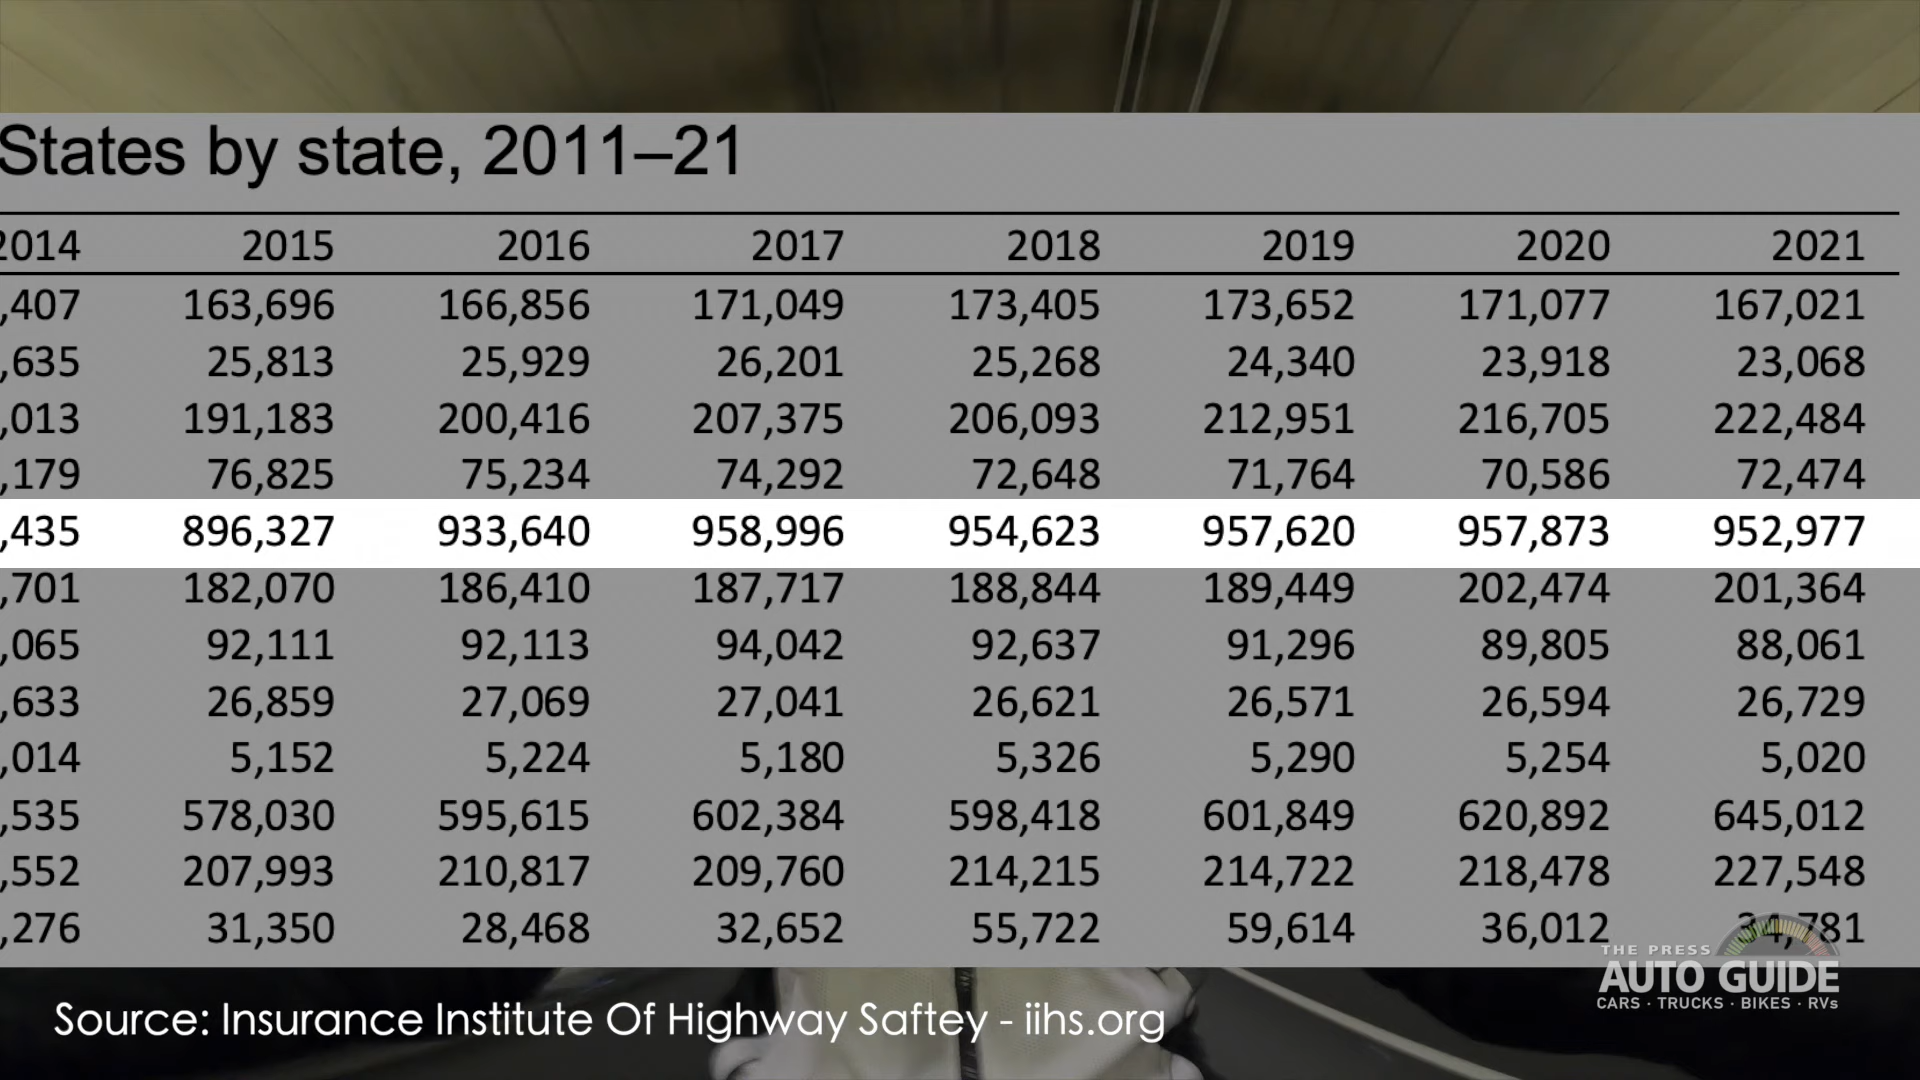 States by state, 2011–21
2014 2015 2016 2017 2018 2019 2020 2021
,407 163,696 166,856 171,049 173,405 173,652 171,077 167,021
,635 25,813 25,929 26,201 25,268 24,340 23,918 23,068
,013 191,183 200,416 207,375 206,093 212,951 216,705 222,484
,179 76,825 75,234 74,292 72,648 71,764 70,586 72,474
,435 896,327 933,640 958,996 954,623 957,620 957,873 952,977
,701 182,070 186,410 187,717 188,844 189,449 202,474 201,364
,065 92,111 92,113 94,042 92,637 91,296 89,805 88,061
,633 26,859 27,069 27,041 26,621 26,571 26,594 26,729
,014 5,152 5,224 5,180 5,326 5,290 5,254 5,020
,535 578,030 595,615 602,384 598,418 601,849 620,892 645,012
,552 207,993 210,817 209,760 214,215 214,722 218,478 227,548
,276 31,350 28,468 32,652 55,722 59,614 36,012 34,781
THE PRESS
AUTO GUIDE
CARS · TRUCKS · BIKES · RVs
Source: Insurance Institute Of Highway Saftey - iihs.org